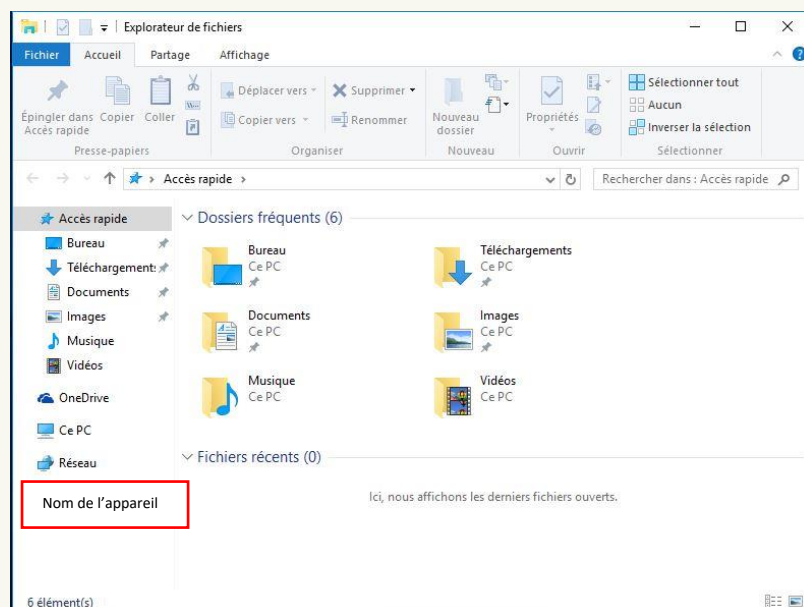 Explorateur de fichiers
Fichier Accueil Partage Affichage
Épingler dans Accès rapide
Copier
Coller
Déplacer vers
Copier vers
Supprimer
Renommer
Nouveau dossier
Propriétés
Sélectionner tout
Aucun
Inverser la sélection
Presse-papiers Organiser Nouveau Ouvrir Sélectionner
Accès rapide
Rechercher dans : Accès rapide
Accès rapide
Bureau
Téléchargement
Documents
Images
Musique
Vidéos
OneDrive
Ce PC
Réseau
Nom de l’appareil
Dossiers fréquents (6)
Bureau
Ce PC
Téléchargements
Ce PC
Documents
Ce PC
Images
Ce PC
Musique
Ce PC
Vidéos
Ce PC
Fichiers récents (0)
Ici, nous affichons les derniers fichiers ouverts.
6 élément(s)